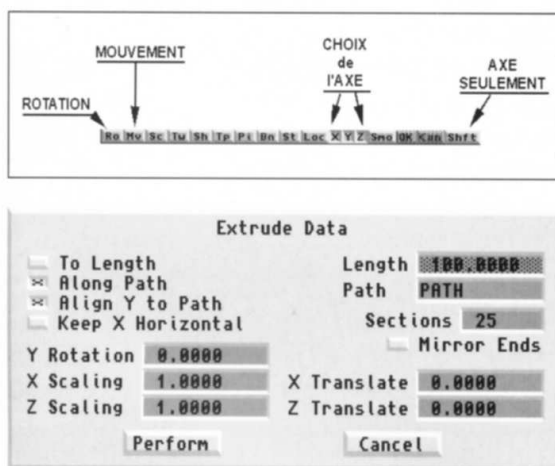 MOUVEMENT
CHOIX
de
l'AXE
AXE
SEULEMENT
ROTATION
Ro Mv Sc Tw Sh Tp Pi Bn St Loc X Y Z Smo OK Can Shft
Extrude Data
To Length
Along Path
Align Y to Path
Keep X Horizontal
Length 100.0000
Path PATH
Sections 25
Mirror Ends
Y Rotation 0.0000
X Scaling 1.0000
X Translate 0.0000
Z Scaling 1.0000
Z Translate 0.0000
Perform
Cancel